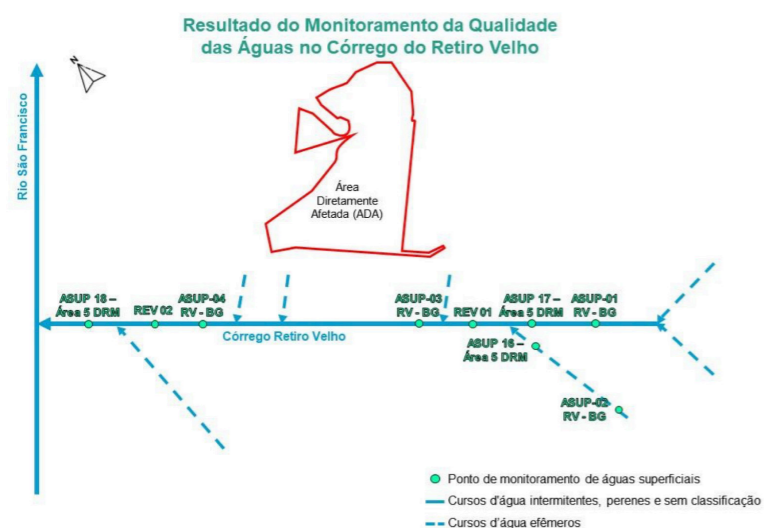 Resultado do Monitoramento da Qualidade
das Águas no Córrego do Retiro Velho
N
Rio São Francisco
Área
Diretamente
Afetada (ADA)
ASUP 18 –
Área 5 DRM
REV 02
ASUP-04
RV - BG
ASUP-03
RV - BG
REV 01
ASUP 17 –
Área 5 DRM
ASUP-01
RV - BG
Córrego Retiro Velho
ASUP 16 –
Área 5 DRM
ASUP-02
RV - BG
Ponto de monitoramento de águas superficiais
Cursos d'água intermitentes, perenes e sem classificação
Cursos d'água efêmeros